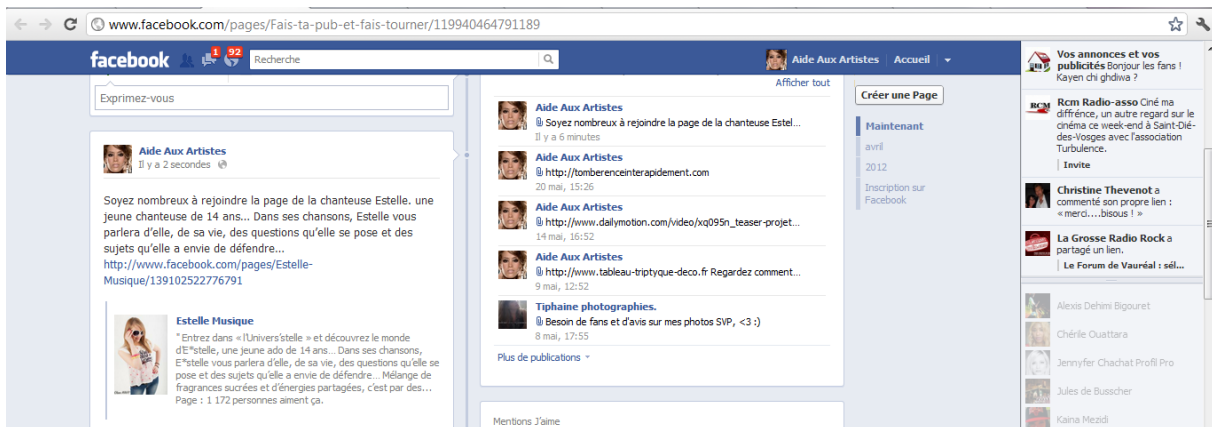 www.facebook.com/pages/Fais-ta-pub-et-fais-tourner/119940464791189
facebook
1
92
Recherche
Aide Aux Artistes
Accueil
Exprimez-vous
Aide Aux Artistes
Il y a 2 secondes
Soyez nombreux à rejoindre la page de la chanteuse Estelle. une
jeune chanteuse de 14 ans... Dans ses chansons, Estelle vous
parlera d'elle, de sa vie, des questions qu'elle se pose et des
sujets qu'elle a envie de défendre...
http://www.facebook.com/pages/Estelle-
Musique/139102522776791
Estelle Musique
"Entrez dans « l'Univers'stelle » et découvrez le monde
d'E*stelle, une jeune ado de 14 ans... Dans ses chansons,
E*stelle vous parlera d'elle, de sa vie, des questions qu'elle se
pose et des sujets qu'elle a envie de défendre... Mélange de
fragrances sucrées et d'énergies partagées, c'est par des...
Page : 1 172 personnes aiment ça.
Afficher tout
Aide Aux Artistes
Soyez nombreux à rejoindre la page de la chanteuse Estel...
Il y a 6 minutes
Aide Aux Artistes
http://tomberenceinterapidement.com
20 mai, 15:26
Aide Aux Artistes
http://www.dailymotion.com/video/xq095n_teaser-projet...
14 mai, 16:52
Aide Aux Artistes
http://www.tableau-triptyque-deco.fr Regardez comment...
9 mai, 12:52
Tiphaine photographies.
Besoin de fans et d'avis sur mes photos SVP, <3 :)
8 mai, 17:55
Plus de publications
Mentions J'aime
Créer une Page
Maintenant
avril
2012
Inscription sur
Facebook
Vos annonces et vos
publicités Bonjour les fans !
Kayen chi ghdiwa ?
RCM
Rcm Radio-asso Ciné ma
diffrénce, un autre regard sur le
cinéma ce week-end à Saint-Dié-
des-Vosges avec l'association
Turbulence.
Invite
Christine Thevenot a
commenté son propre lien :
« merci....bisous ! »
La Grosse Radio Rock a
partagé un lien.
Le Forum de Vauréal : sél...
Alexis Dehimi Bigouret
Chérile Ouattara
Jennyfer Chachat Profil Pro
Jules de Busscher
Kaina Mezidi